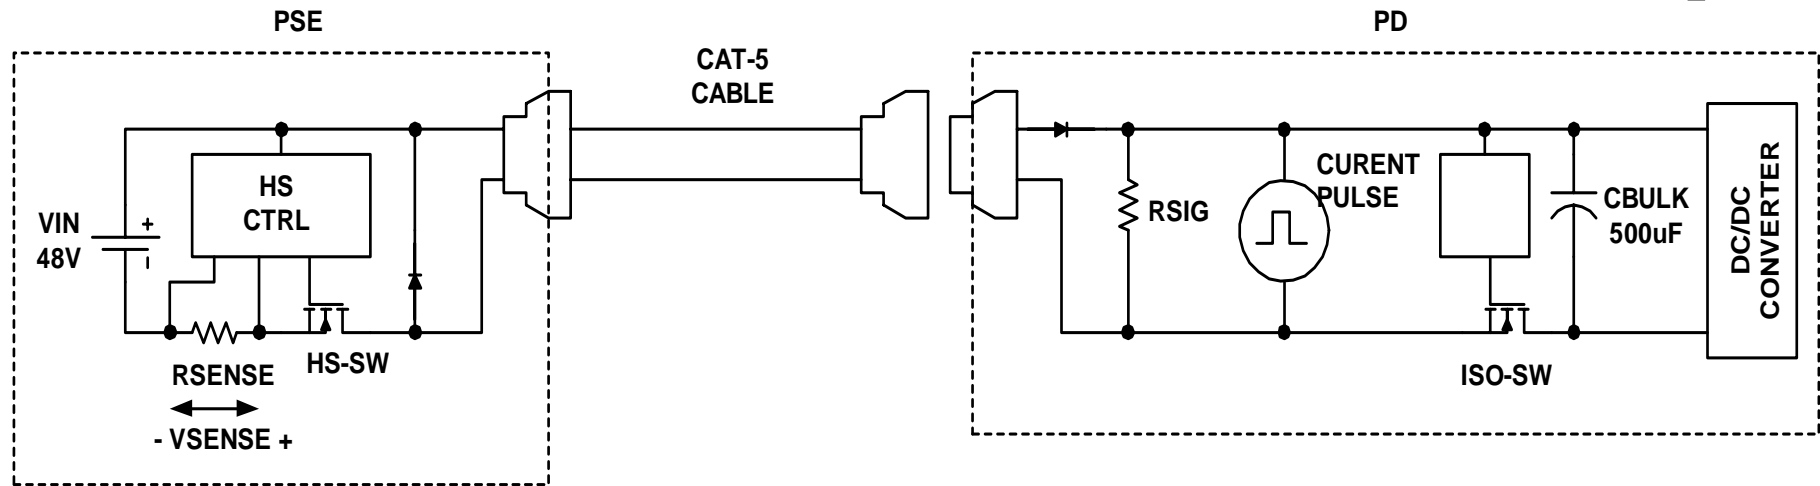 PSE
PD
CAT-5
CABLE
HS
CTRL
VIN
48V
+
-
RSENSE
HS-SW
- VSENSE +
RSIG
CURENT
PULSE
CBULK
500uF
ISO-SW
DC/DC
CONVERTER